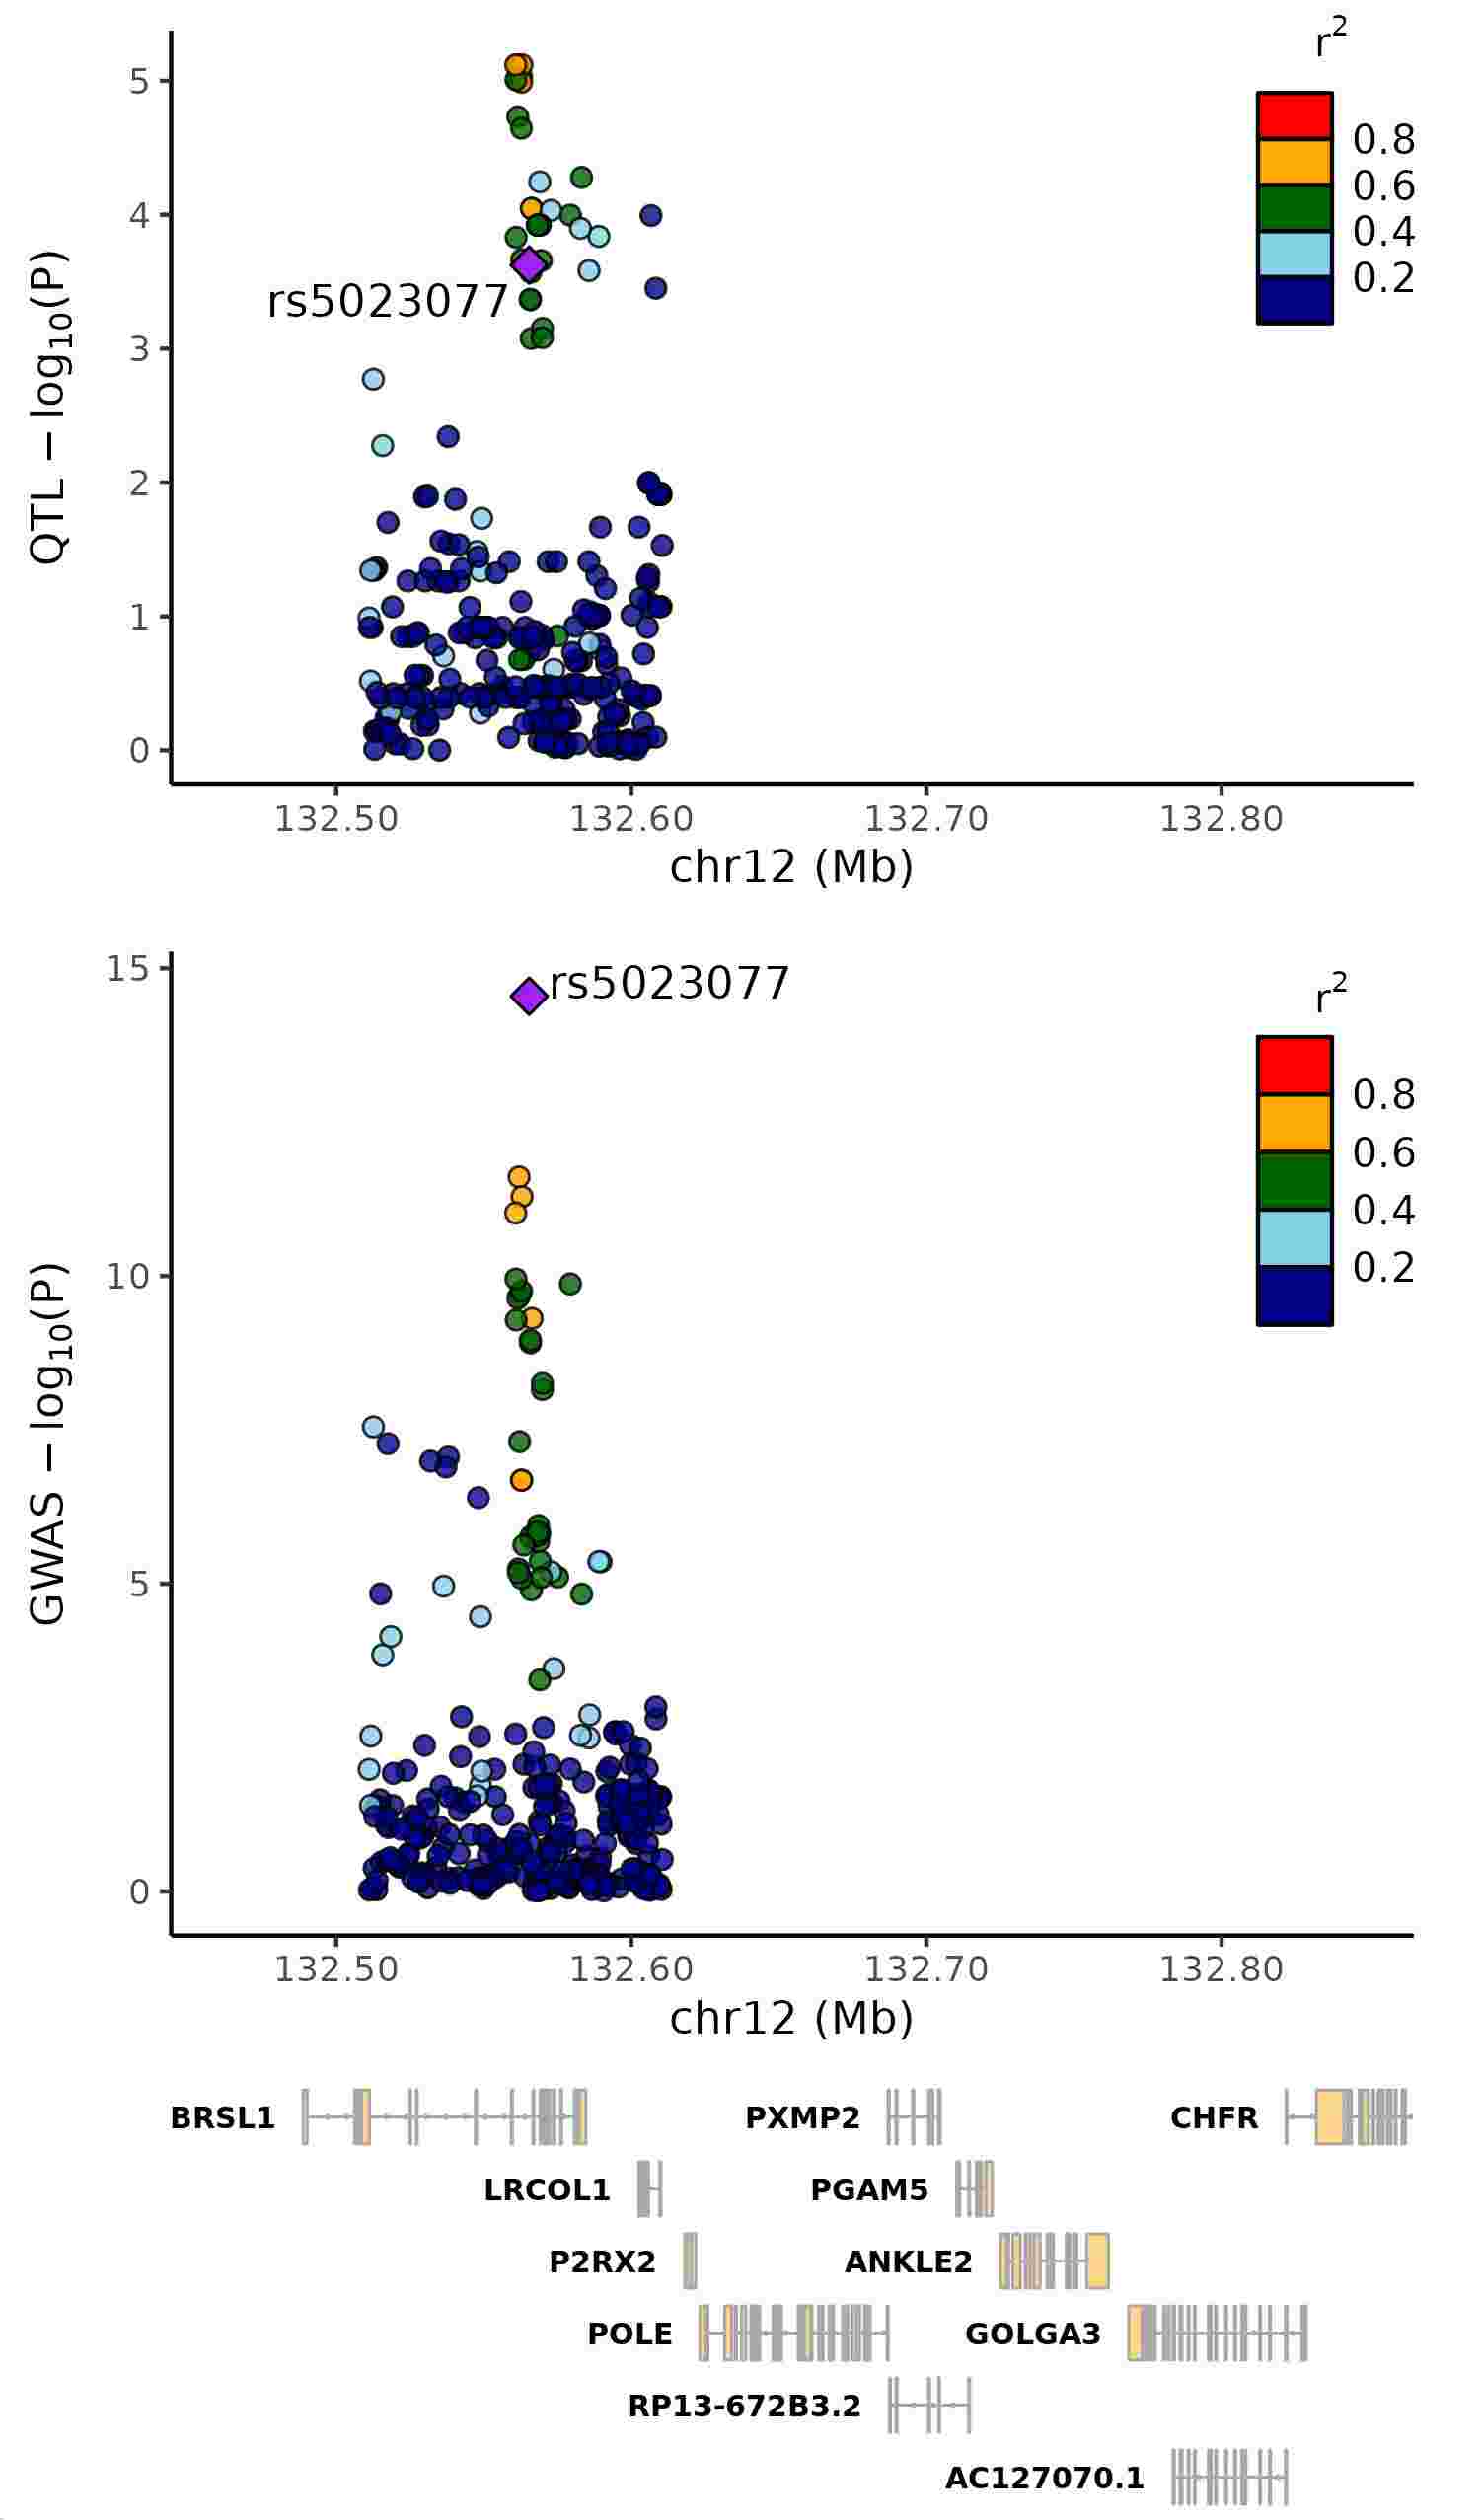 r2
5
4
3
2
1
0
QTL −log10(P)
rs5023077
0.8
0.6
0.4
0.2
132.50 132.60 132.70 132.80
chr12 (Mb)
15
10
5
0
GWAS −log10(P)
rs5023077
r2
0.8
0.6
0.4
0.2
132.50 132.60 132.70 132.80
chr12 (Mb)
BRSL1 PXMP2 CHFR
LRCOL1 PGAM5
P2RX2 ANKLE2
POLE GOLGA3
RP13-672B3.2
AC127070.1